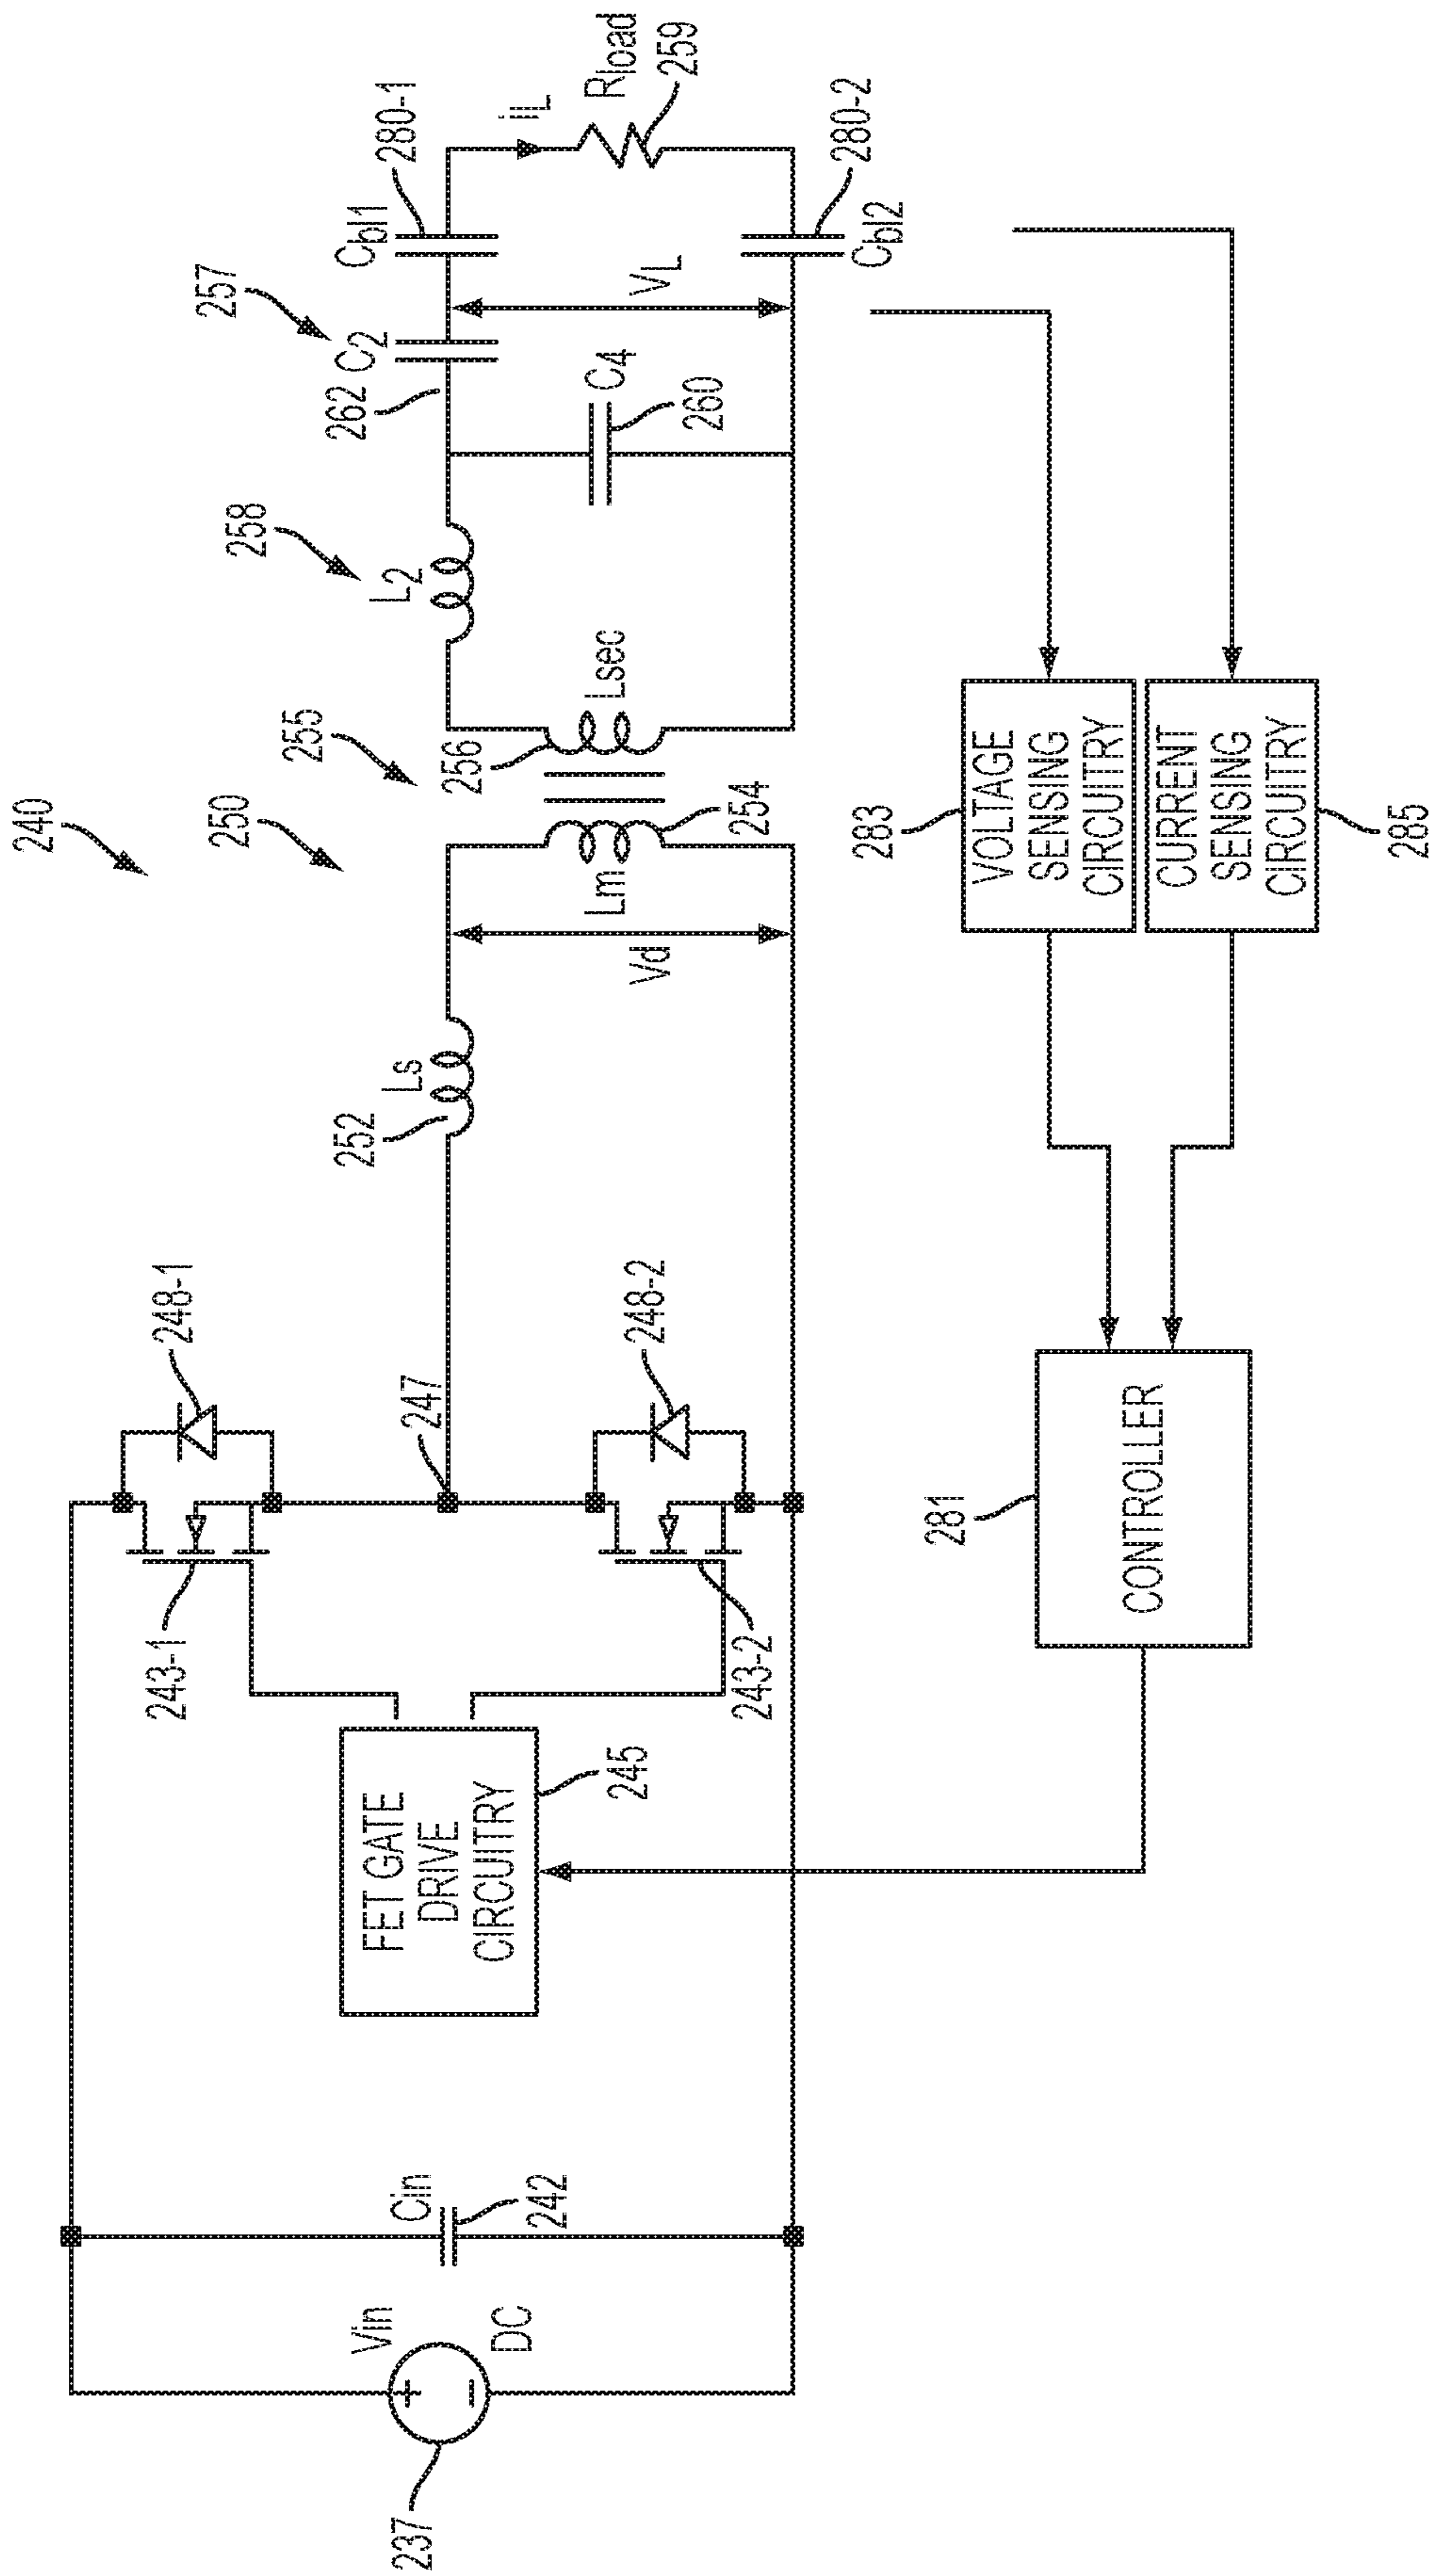 240
250
255
258
257
237
Vin
DC
Cin
242
FET GATE
DRIVE
CIRCUITRY
245
243-1
248-1
247
243-2
248-2
252
Ls
Vd
Lm
254
256
Lsec
L2
262
C2
C4
260
VL
Cbl1
280-1
iL
Rload
259
Cbl2
280-2
281
CONTROLLER
283
VOLTAGE
SENSING
CIRCUITRY
CURRENT
SENSING
CIRCUITRY
285